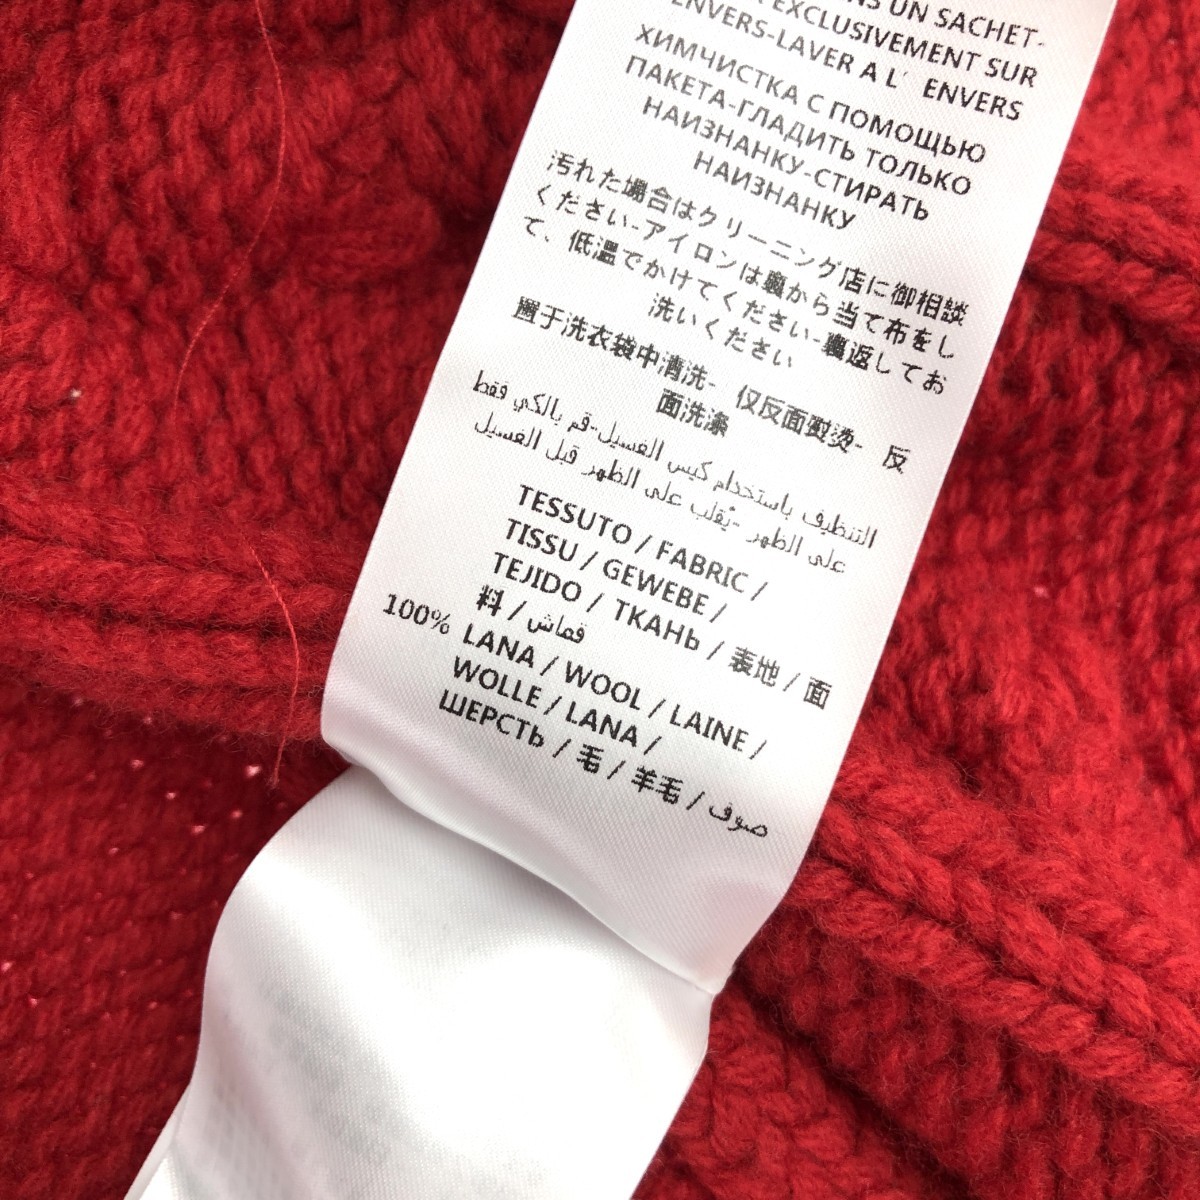 UN SACHET-
EXCLUSIVEMENT SUR
ENVERS-LAVER A L' ENVERS
ХИМЧИСТКА С ПОМОЩЬЮ
ПАКЕТА-ГЛАДИТЬ ТОЛЬКО
НАИЗНАНКУ-СТИРАТЬ
НАИЗНАНКУ
汚れた場合はクリーニング店に御相談
ください-アイロンは裏から当て布をし
て、低温でかけてください-裏返してお
洗いください
置于洗衣袋中清洗- 仅反面熨烫- 反
面洗涤
التنظيف باستخدام كيس الغسيل-قم بالكي فقط
على الظهر -يقلب على الظهر قبل الغسيل
TESSUTO / FABRIC /
TISSU / GEWEBE /
TEJIDO / ТКАНЬ / 表地 / 面
料 / قماش
100% LANA / WOOL / LAINE /
WOLLE / LANA /
ШЕРСТЬ / 毛 / 羊毛 / صوف